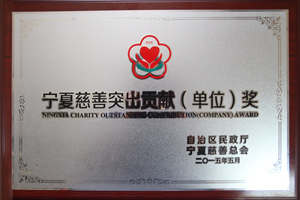 宁夏慈善突出贡献（单位）奖
NINGXIA CHARITY OUTSTANDING CONTRIBUTION(COMPANY) AWARD
自治区民政厅
宁夏慈善总会
二〇一五年五月